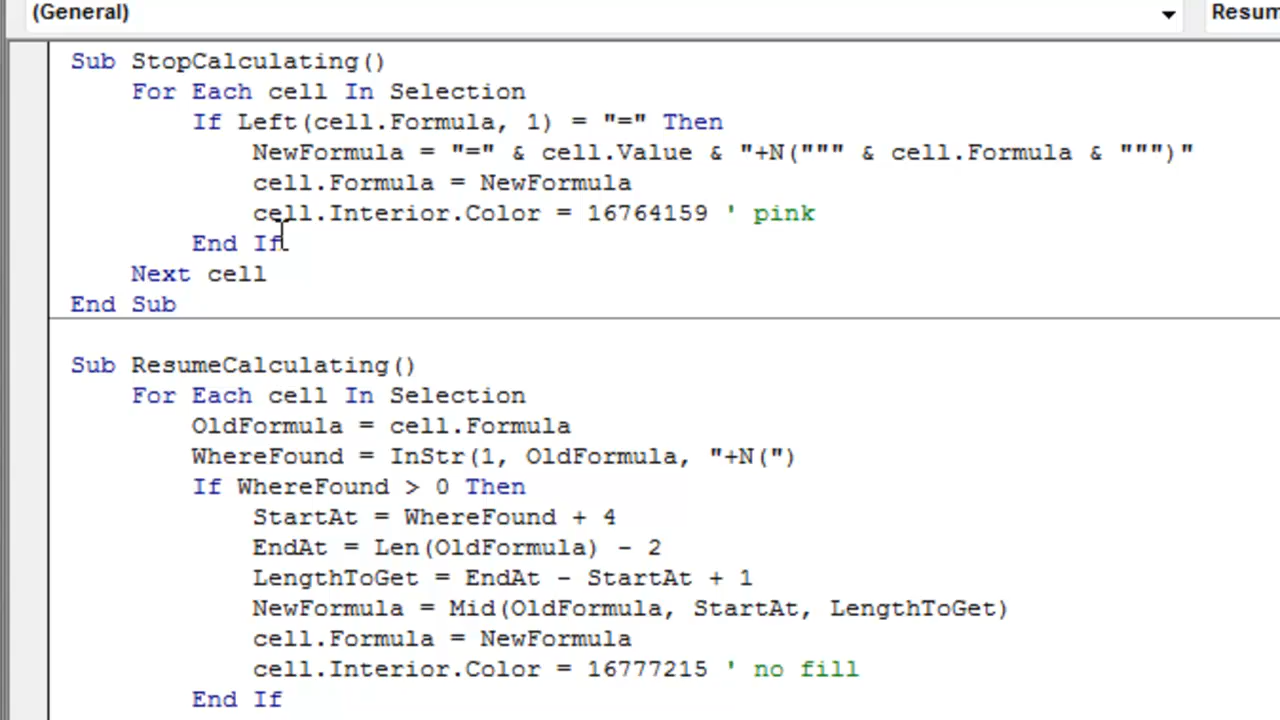 (General) Resum
Sub StopCalculating()
    For Each cell In Selection
        If Left(cell.Formula, 1) = "=" Then
            NewFormula = "=" & cell.Value & "+N(""" & cell.Formula & """)"
            cell.Formula = NewFormula
            cell.Interior.Color = 16764159 ' pink
        End If
    Next cell
End Sub
Sub ResumeCalculating()
    For Each cell In Selection
        OldFormula = cell.Formula
        WhereFound = InStr(1, OldFormula, "+N(")
        If WhereFound > 0 Then
            StartAt = WhereFound + 4
            EndAt = Len(OldFormula) - 2
            LengthToGet = EndAt - StartAt + 1
            NewFormula = Mid(OldFormula, StartAt, LengthToGet)
            cell.Formula = NewFormula
            cell.Interior.Color = 16777215 ' no fill
        End If